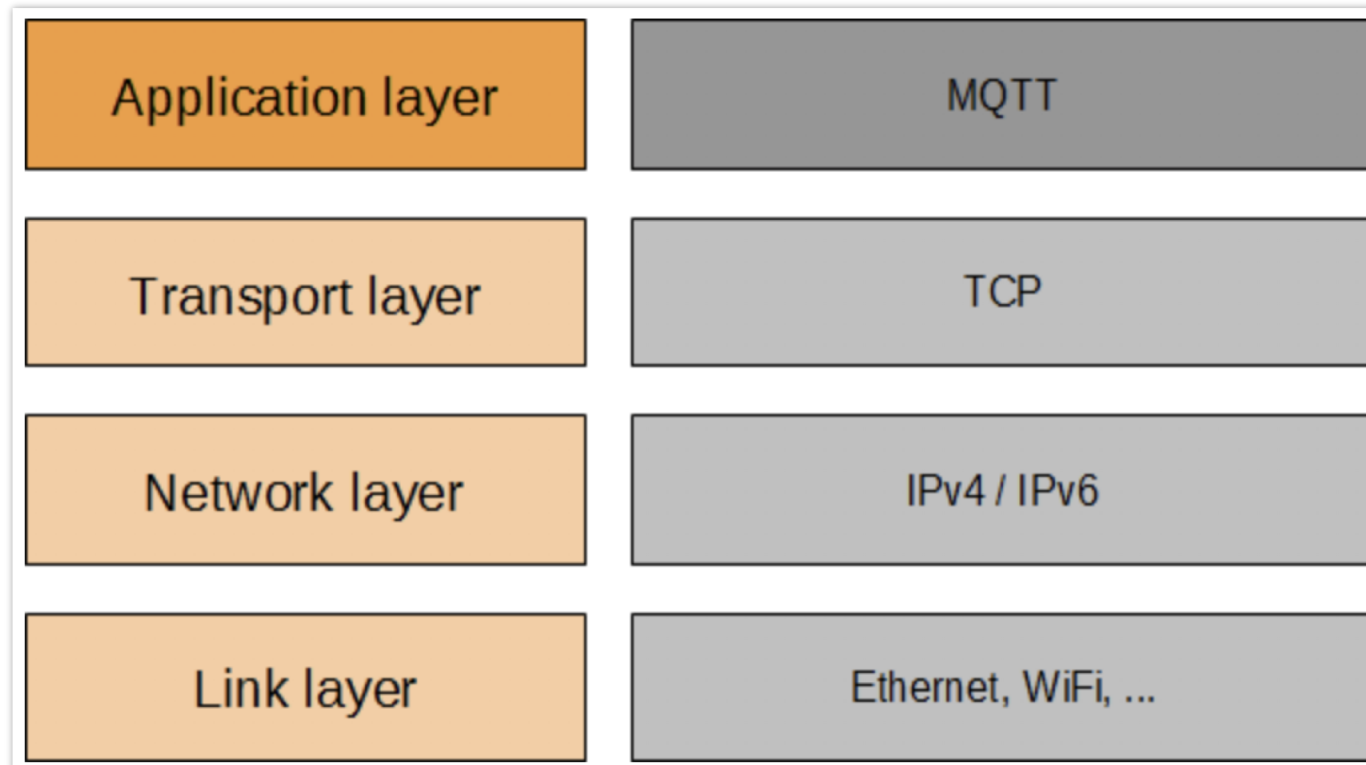 Application layer
MQTT
Transport layer
TCP
Network layer
IPv4 / IPv6
Link layer
Ethernet, WiFi, ...